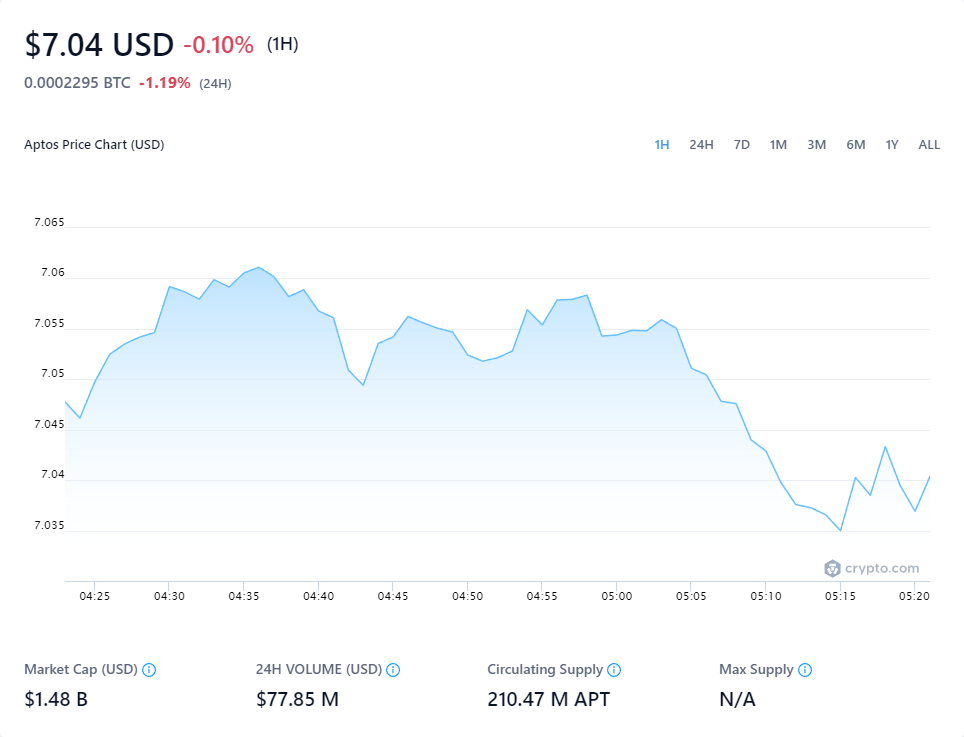 $7.04 USD -0.10% (1H)
0.0002295 BTC -1.19% (24H)
Aptos Price Chart (USD) 1H 24H 7D 1M 3M 6M 1Y ALL
7.065
7.06
7.055
7.05
7.045
7.04
7.035
crypto.com
04:25 04:30 04:35 04:40 04:45 04:50 04:55 05:00 05:05 05:10 05:15 05:20
Market Cap (USD) 24H VOLUME (USD) Circulating Supply Max Supply
$1.48 B $77.85 M 210.47 M APT N/A